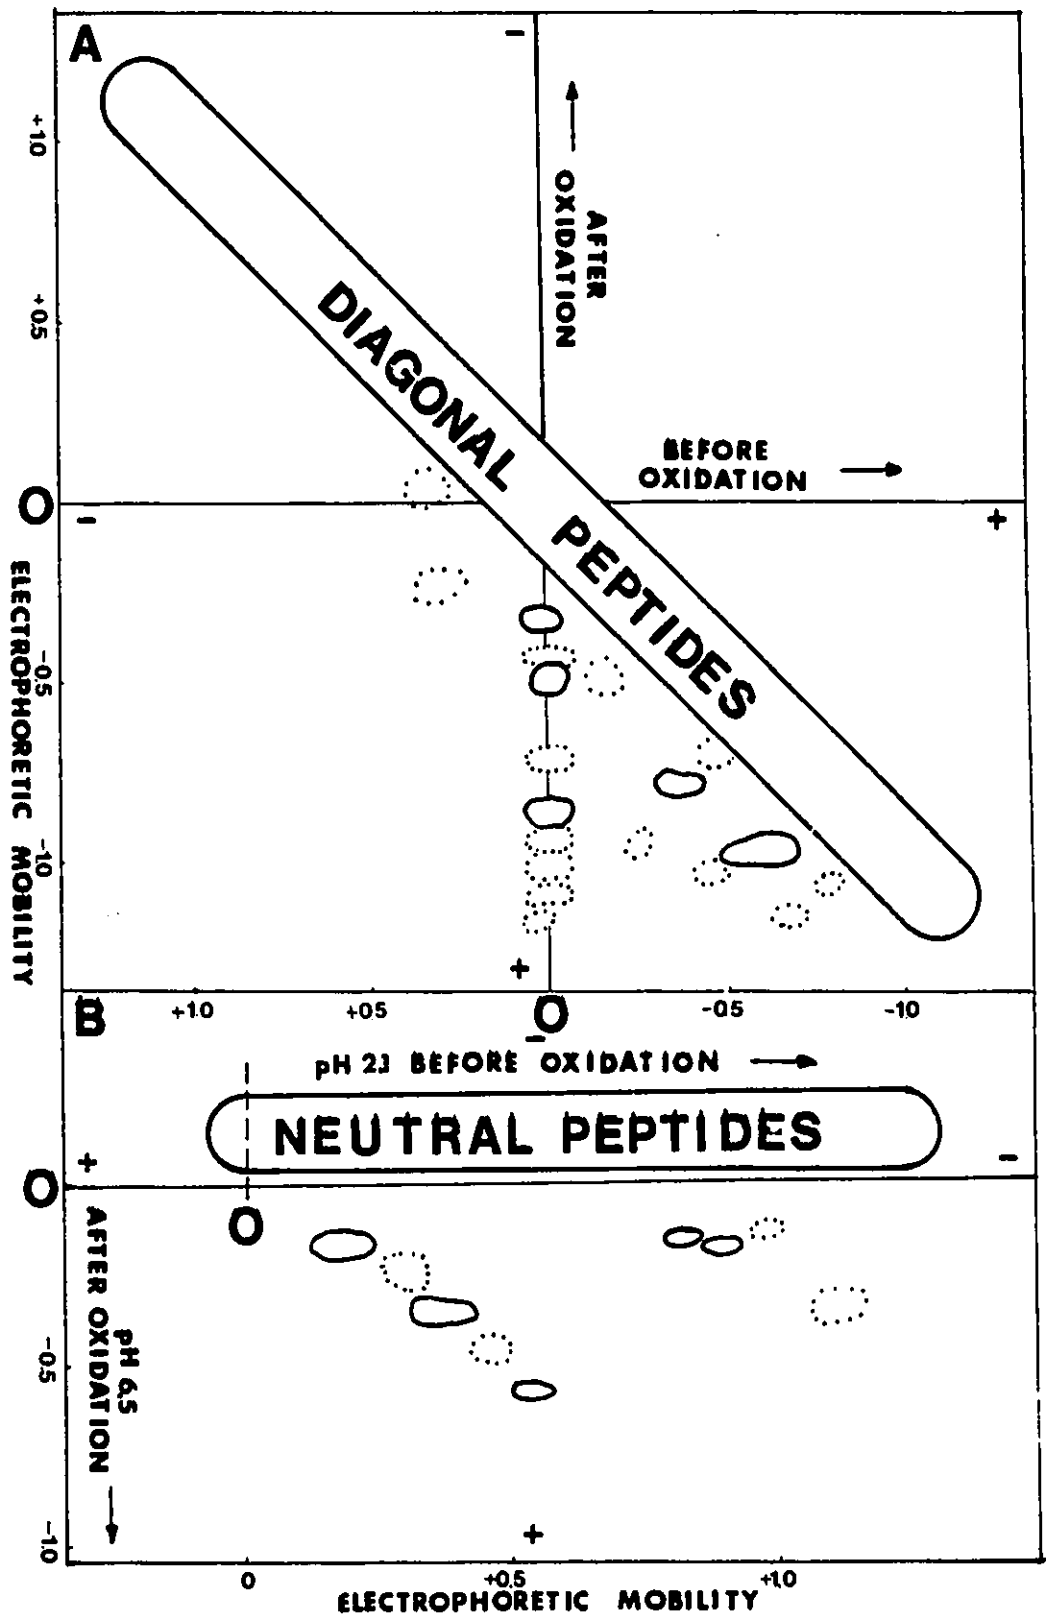 A
−
+1.0
+0.5
AFTER
OXIDATION
DIAGONAL PEPTIDES
BEFORE
OXIDATION
O
−
+
ELECTROPHORETIC MOBILITY
-0.5
-1.0
+
B
+1.0
+0.5
O
-0.5
-1.0
−
pH 2.1 BEFORE OXIDATION
NEUTRAL PEPTIDES
+
−
O
O
pH 6.5
AFTER OXIDATION
-0.5
-1.0
+
0
+0.5
+1.0
ELECTROPHORETIC MOBILITY